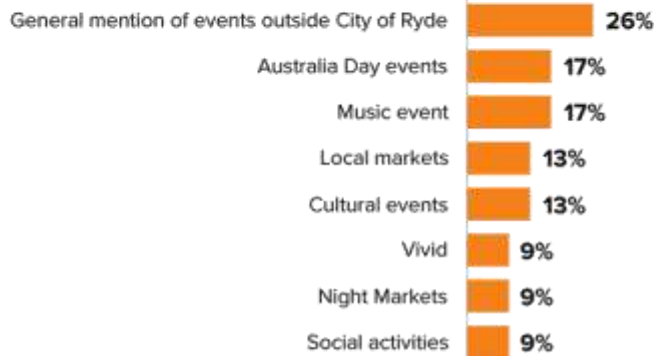 General mention of events outside City of Ryde 26%
Australia Day events 17%
Music event 17%
Local markets 13%
Cultural events 13%
Vivid 9%
Night Markets 9%
Social activities 9%